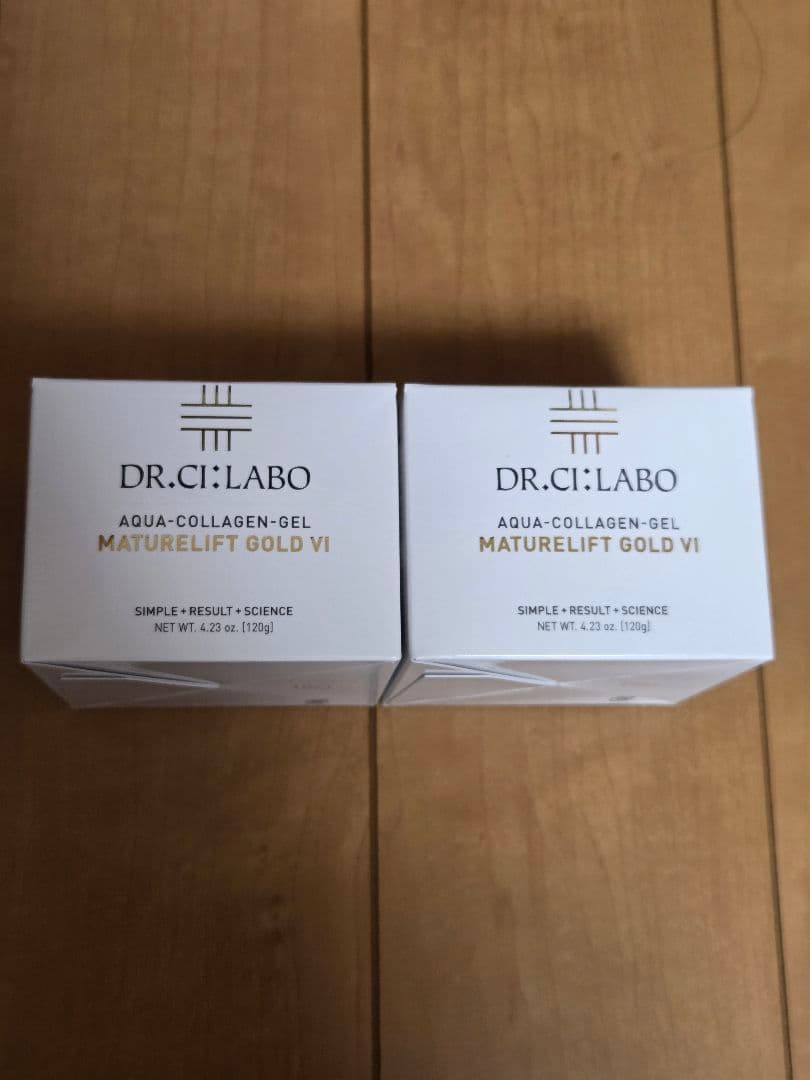 DR.CI:LABO
AQUA-COLLAGEN-GEL
MATURELIFT GOLD VI
SIMPLE+RESULT+SCIENCE
NET WT. 4.23 oz. [120g]
DR.CI:LABO
AQUA-COLLAGEN-GEL
MATURELIFT GOLD VI
SIMPLE+RESULT+SCIENCE
NET WT. 4.23 oz. [120g]